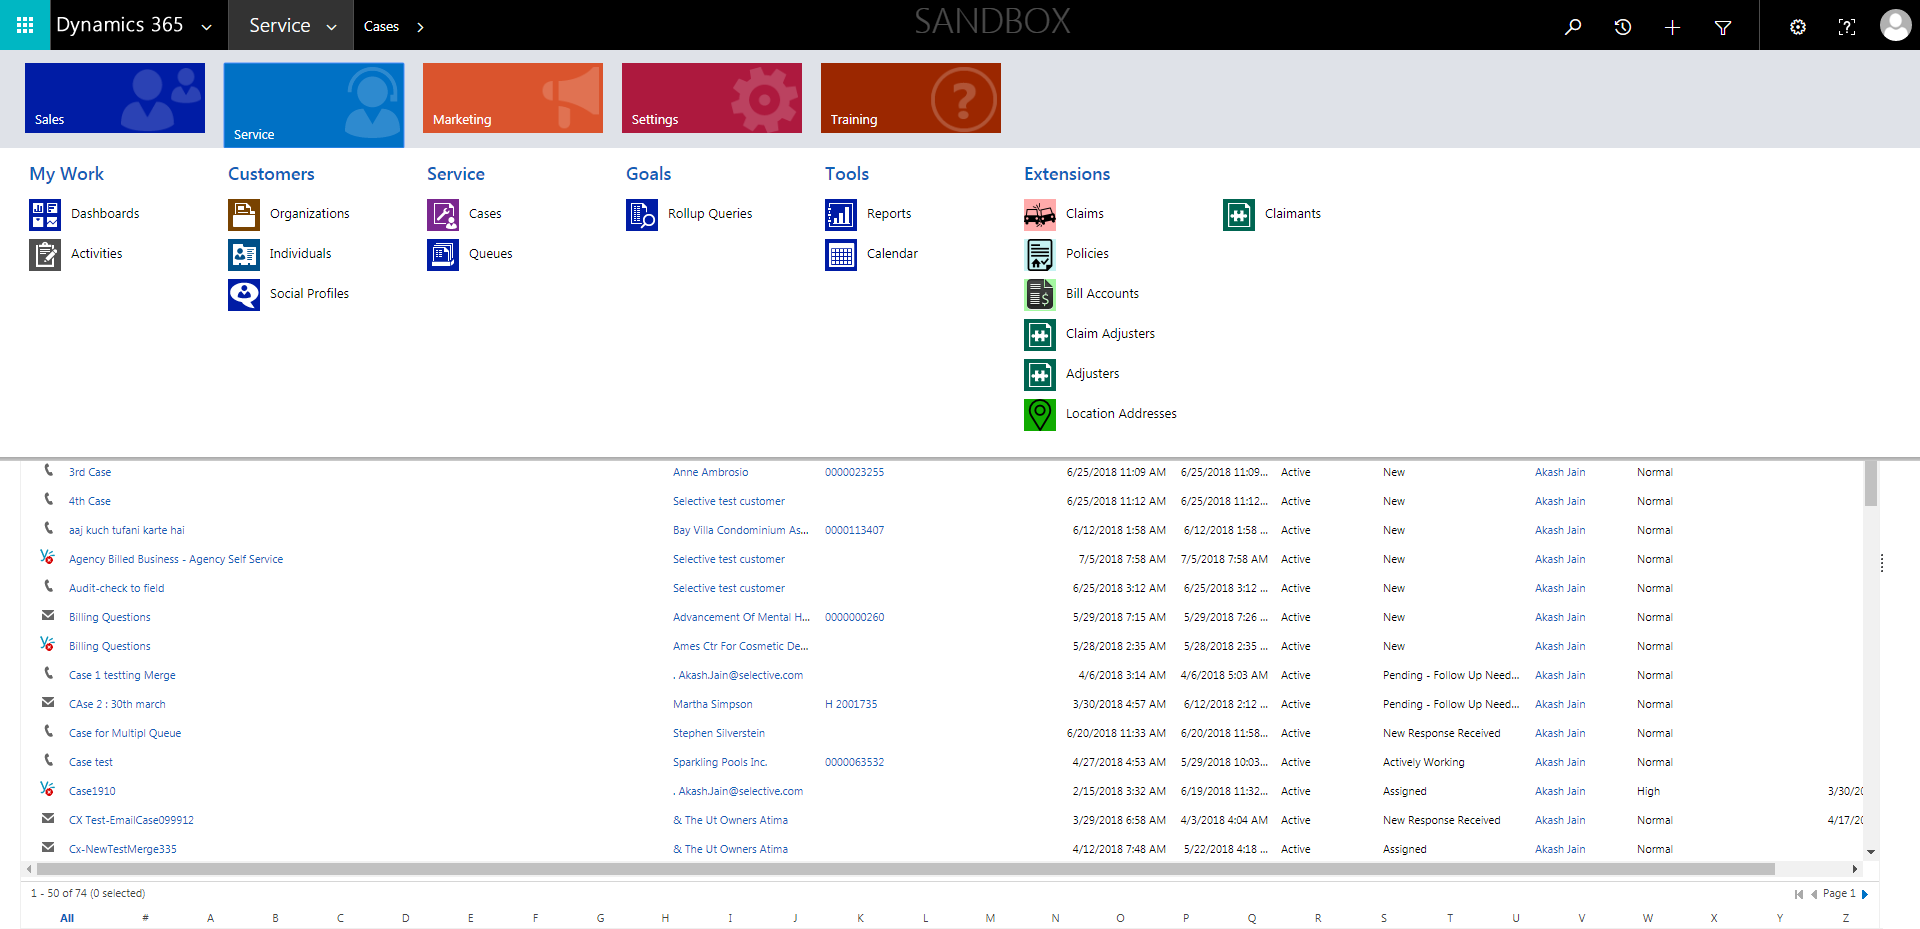 Dynamics 365 Service Cases SANDBOX
Sales Service Marketing Settings Training
My Work Customers Service Goals Tools Extensions
Dashboards Organizations Cases Rollup Queries Reports Claims Claimants
Activities Individuals Queues Calendar Policies
Social Profiles Bill Accounts
Claim Adjusters
Adjusters
Location Addresses
3rd Case Anne Ambrosio 0000023255 6/25/2018 11:09 AM 6/25/2018 11:09... Active New Akash Jain Normal
4th Case Selective test customer 6/25/2018 11:12 AM 6/25/2018 11:12... Active New Akash Jain Normal
aaj kuch tufani karte hai Bay Villa Condominium As... 0000113407 6/12/2018 1:58 AM 6/12/2018 1:58 ... Active New Akash Jain Normal
Agency Billed Business - Agency Self Service Selective test customer 7/5/2018 7:58 AM 7/5/2018 7:58 AM Active New Akash Jain Normal
Audit-check to field Selective test customer 6/25/2018 3:12 AM 6/25/2018 3:12 ... Active New Akash Jain Normal
Billing Questions Advancement Of Mental H... 0000000260 5/29/2018 7:15 AM 5/29/2018 7:26 ... Active New Akash Jain Normal
Billing Questions Ames Ctr For Cosmetic De... 5/28/2018 2:35 AM 5/28/2018 2:35 ... Active New Akash Jain Normal
Case 1 testting Merge . Akash.Jain@selective.com 4/6/2018 3:14 AM 4/6/2018 5:03 AM Active Pending - Follow Up Need... Akash Jain Normal
CAse 2 : 30th march Martha Simpson H 2001735 3/30/2018 4:57 AM 6/12/2018 2:12 ... Active Pending - Follow Up Need... Akash Jain Normal
Case for Multipl Queue Stephen Silverstein 6/20/2018 11:33 AM 6/20/2018 11:58... Active New Response Received Akash Jain Normal
Case test Sparkling Pools Inc. 0000063532 4/27/2018 4:53 AM 5/29/2018 10:03... Active Actively Working Akash Jain Normal
Case1910 . Akash.Jain@selective.com 2/15/2018 3:32 AM 6/19/2018 11:32... Active Assigned Akash Jain High 3/30/20
CX Test-EmailCase099912 & The Ut Owners Atima 3/29/2018 6:58 AM 4/3/2018 4:04 AM Active New Response Received Akash Jain Normal 4/17/20
Cx-NewTestMerge335 & The Ut Owners Atima 4/12/2018 7:48 AM 5/22/2018 4:18 ... Active Assigned Akash Jain Normal
1 - 50 of 74 (0 selected) Page 1
All # A B C D E F G H I J K L M N O P Q R S T U V W X Y Z